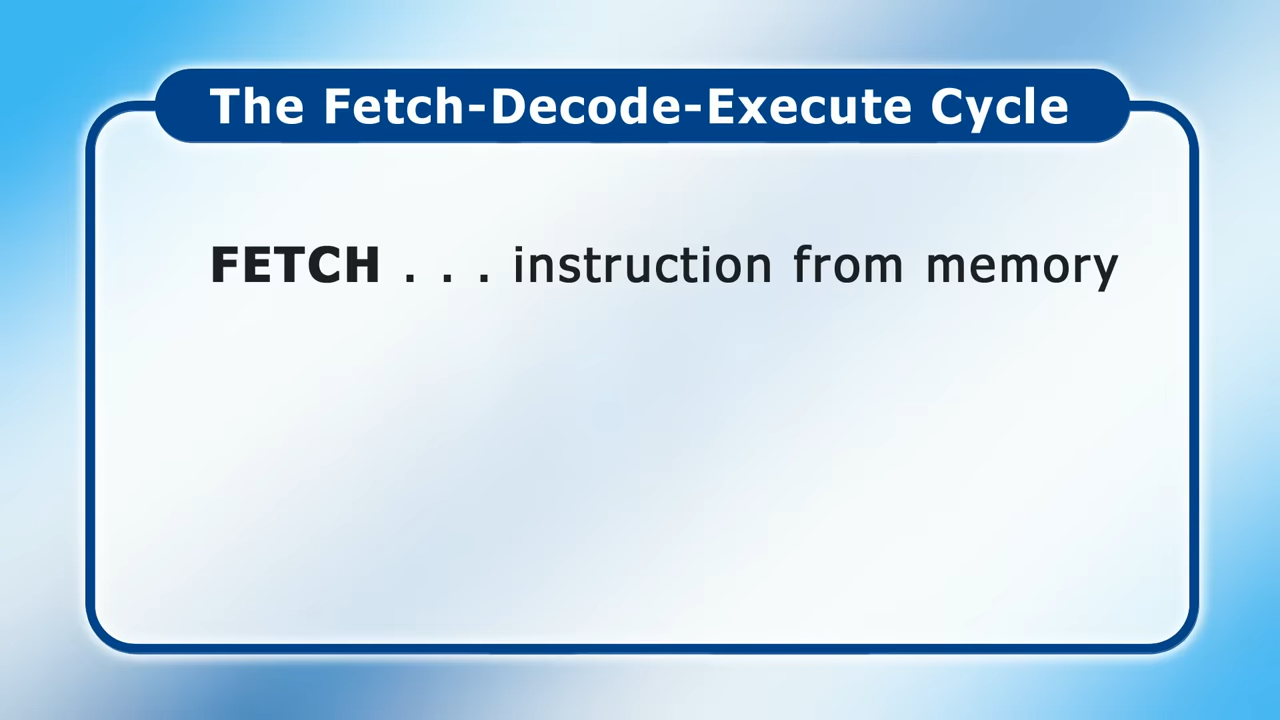 The Fetch-Decode-Execute Cycle
FETCH . . . instruction from memory